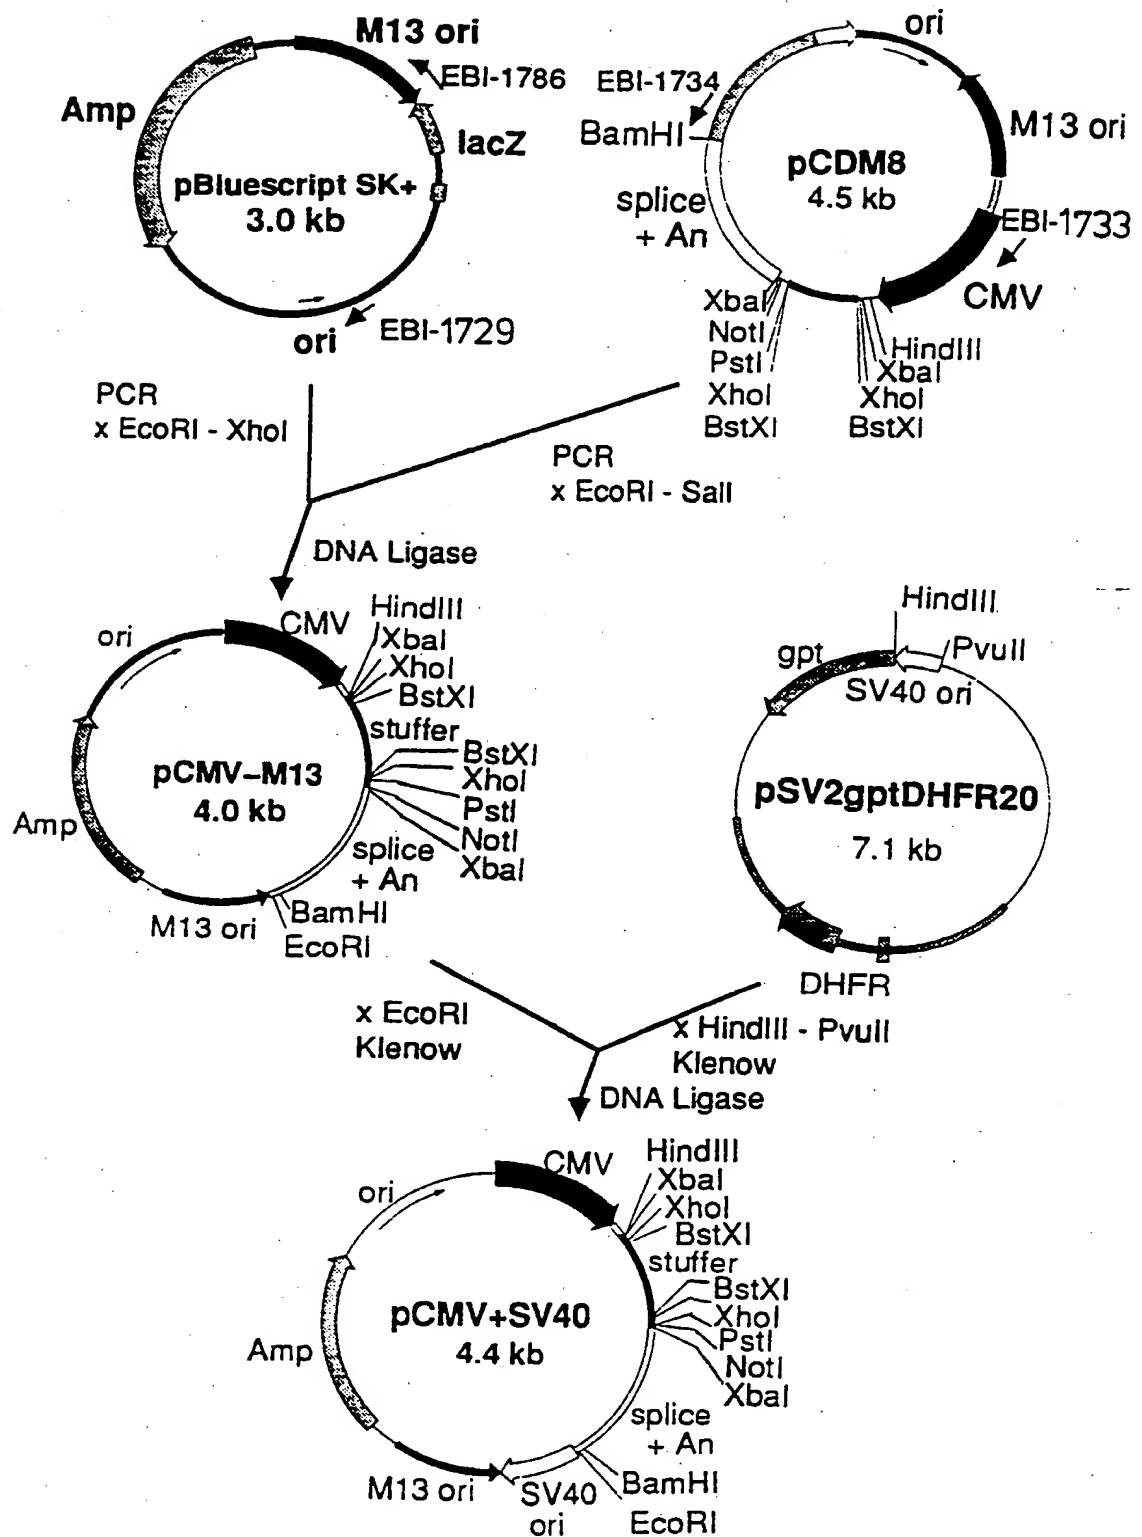 M13 ori
EBI-1786
Amp
lacZ
pBluescript SK+
3.0 kb
ori
EBI-1729
ori
EBI-1734
BamHI
M13 ori
pCDM8
4.5 kb
splice
+ An
EBI-1733
CMV
XbaI
NotI
PstI
XhoI
BstXI
HindIII
XbaI
XhoI
BstXI
PCR
x EcoRI - XhoI
PCR
x EcoRI - SalI
DNA Ligase
ori
CMV
HindIII
XbaI
XhoI
BstXI
stuffer
BstXI
XhoI
PstI
NotI
XbaI
pCMV-M13
4.0 kb
Amp
splice
+ An
M13 ori
BamHI
EcoRI
HindIII
gpt
PvuII
SV40 ori
pSV2gptDHFR20
7.1 kb
DHFR
x EcoRI
Klenow
x HindIII - PvuII
Klenow
DNA Ligase
ori
CMV
HindIII
XbaI
XhoI
BstXI
stuffer
BstXI
XhoI
PstI
NotI
XbaI
pCMV+SV40
4.4 kb
Amp
splice
+ An
M13 ori
SV40
ori
BamHI
EcoRI